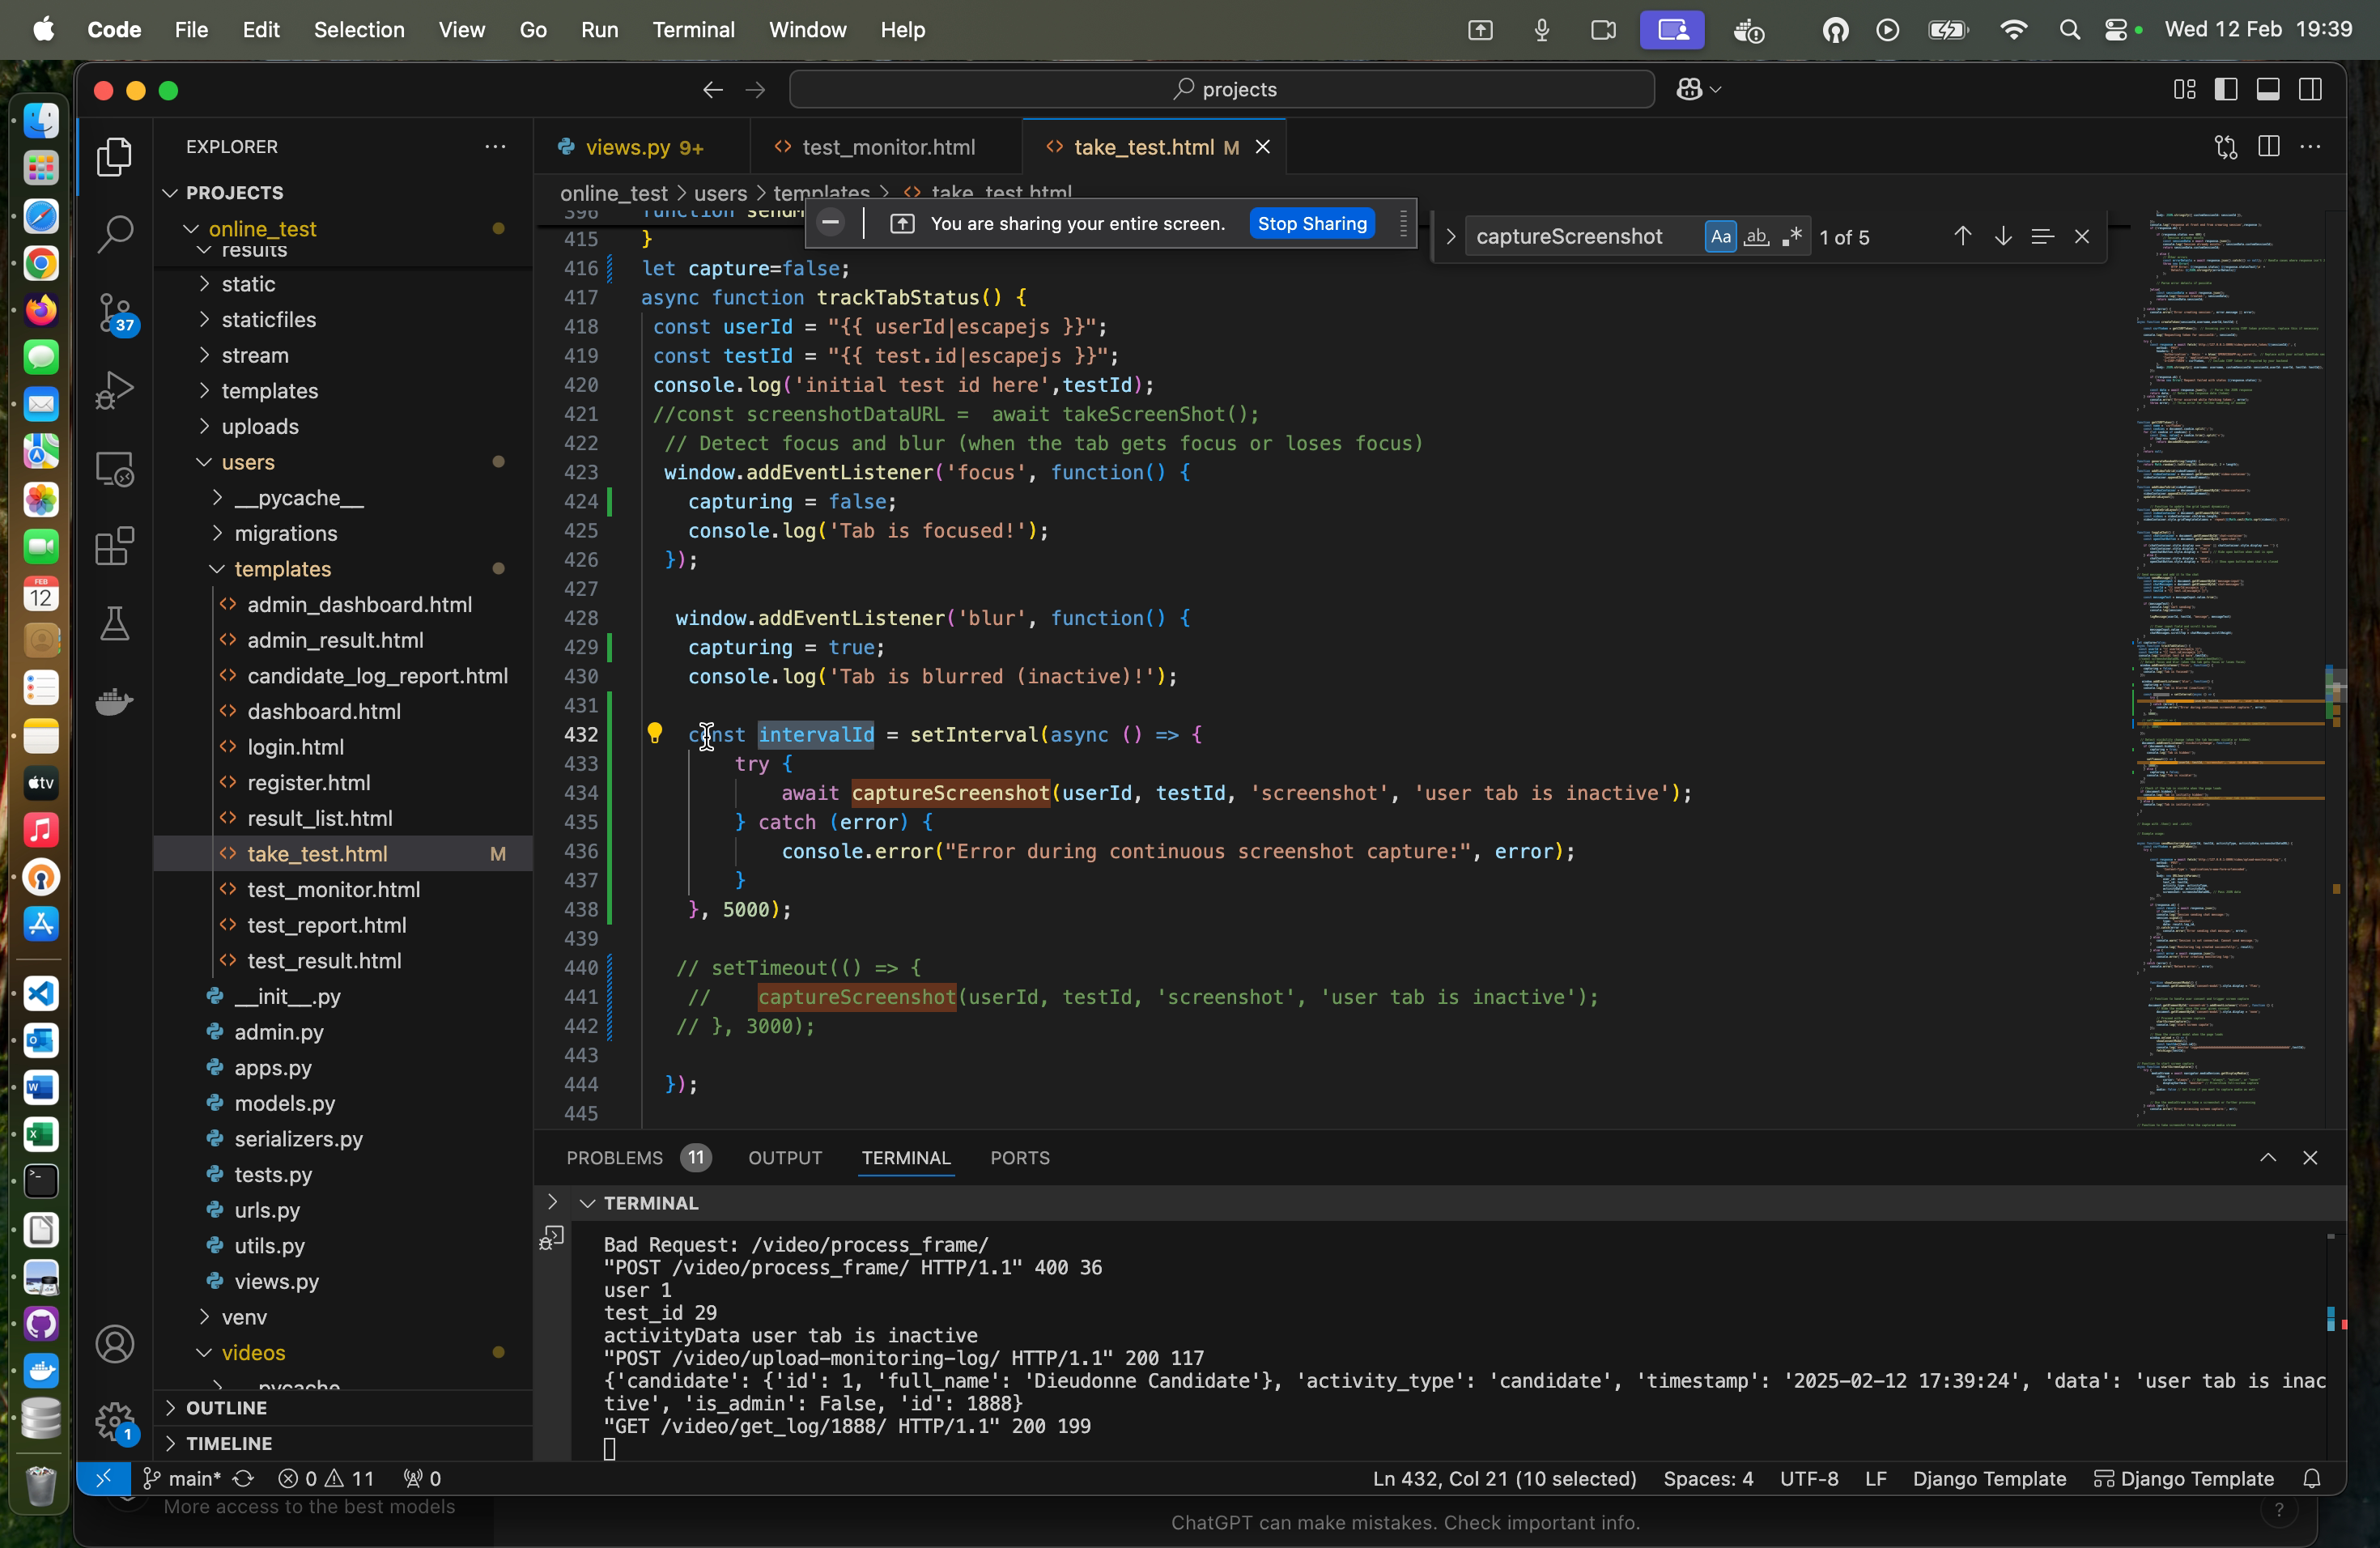 Code File Edit Selection View Go Run Terminal Window Help Wed 12 Feb 19:39
projects
EXPLORER
PROJECTS
online_test
results
static
staticfiles
stream
templates
uploads
users
__pycache__
migrations
templates
admin_dashboard.html
admin_result.html
candidate_log_report.html
dashboard.html
login.html
register.html
result_list.html
take_test.html M
test_monitor.html
test_report.html
test_result.html
__init__.py
admin.py
apps.py
models.py
serializers.py
tests.py
urls.py
utils.py
views.py
venv
videos
__pycache__
OUTLINE
TIMELINE
37
1
FEB
12
tv
views.py 9+
test_monitor.html
take_test.html M
online_test > users > templates > take_test.html
You are sharing your entire screen. Stop Sharing
captureScreenshot Aa ab 1 of 5
396 function sendM
415 }
416 let capture=false;
417 async function trackTabStatus() {
418 const userId = "{{ userId|escapejs }}";
419 const testId = "{{ test.id|escapejs }}";
420 console.log('initial test id here',testId);
421 //const screenshotDataURL =  await takeScreenShot();
422 // Detect focus and blur (when the tab gets focus or loses focus)
423 window.addEventListener('focus', function() {
424 capturing = false;
425 console.log('Tab is focused!');
426 });
427
428 window.addEventListener('blur', function() {
429 capturing = true;
430 console.log('Tab is blurred (inactive)!');
431
432 const intervalId = setInterval(async () => {
433 try {
434 await captureScreenshot(userId, testId, 'screenshot', 'user tab is inactive');
435 } catch (error) {
436 console.error("Error during continuous screenshot capture:", error);
437 }
438 }, 5000);
439
440 // setTimeout(() => {
441 //    captureScreenshot(userId, testId, 'screenshot', 'user tab is inactive');
442 // }, 3000);
443
444 });
445
PROBLEMS 11 OUTPUT TERMINAL PORTS
TERMINAL
Bad Request: /video/process_frame/
"POST /video/process_frame/ HTTP/1.1" 400 36
user 1
test_id 29
activityData user tab is inactive
"POST /video/upload-monitoring-log/ HTTP/1.1" 200 117
{'candidate': {'id': 1, 'full_name': 'Dieudonne Candidate'}, 'activity_type': 'candidate', 'timestamp': '2025-02-12 17:39:24', 'data': 'user tab is inac
tive', 'is_admin': False, 'id': 1888}
"GET /video/get_log/1888/ HTTP/1.1" 200 199
main* 0 11 0 Ln 432, Col 21 (10 selected) Spaces: 4 UTF-8 LF Django Template Django Template
More access to the best models
ChatGPT can make mistakes. Check important info.
?